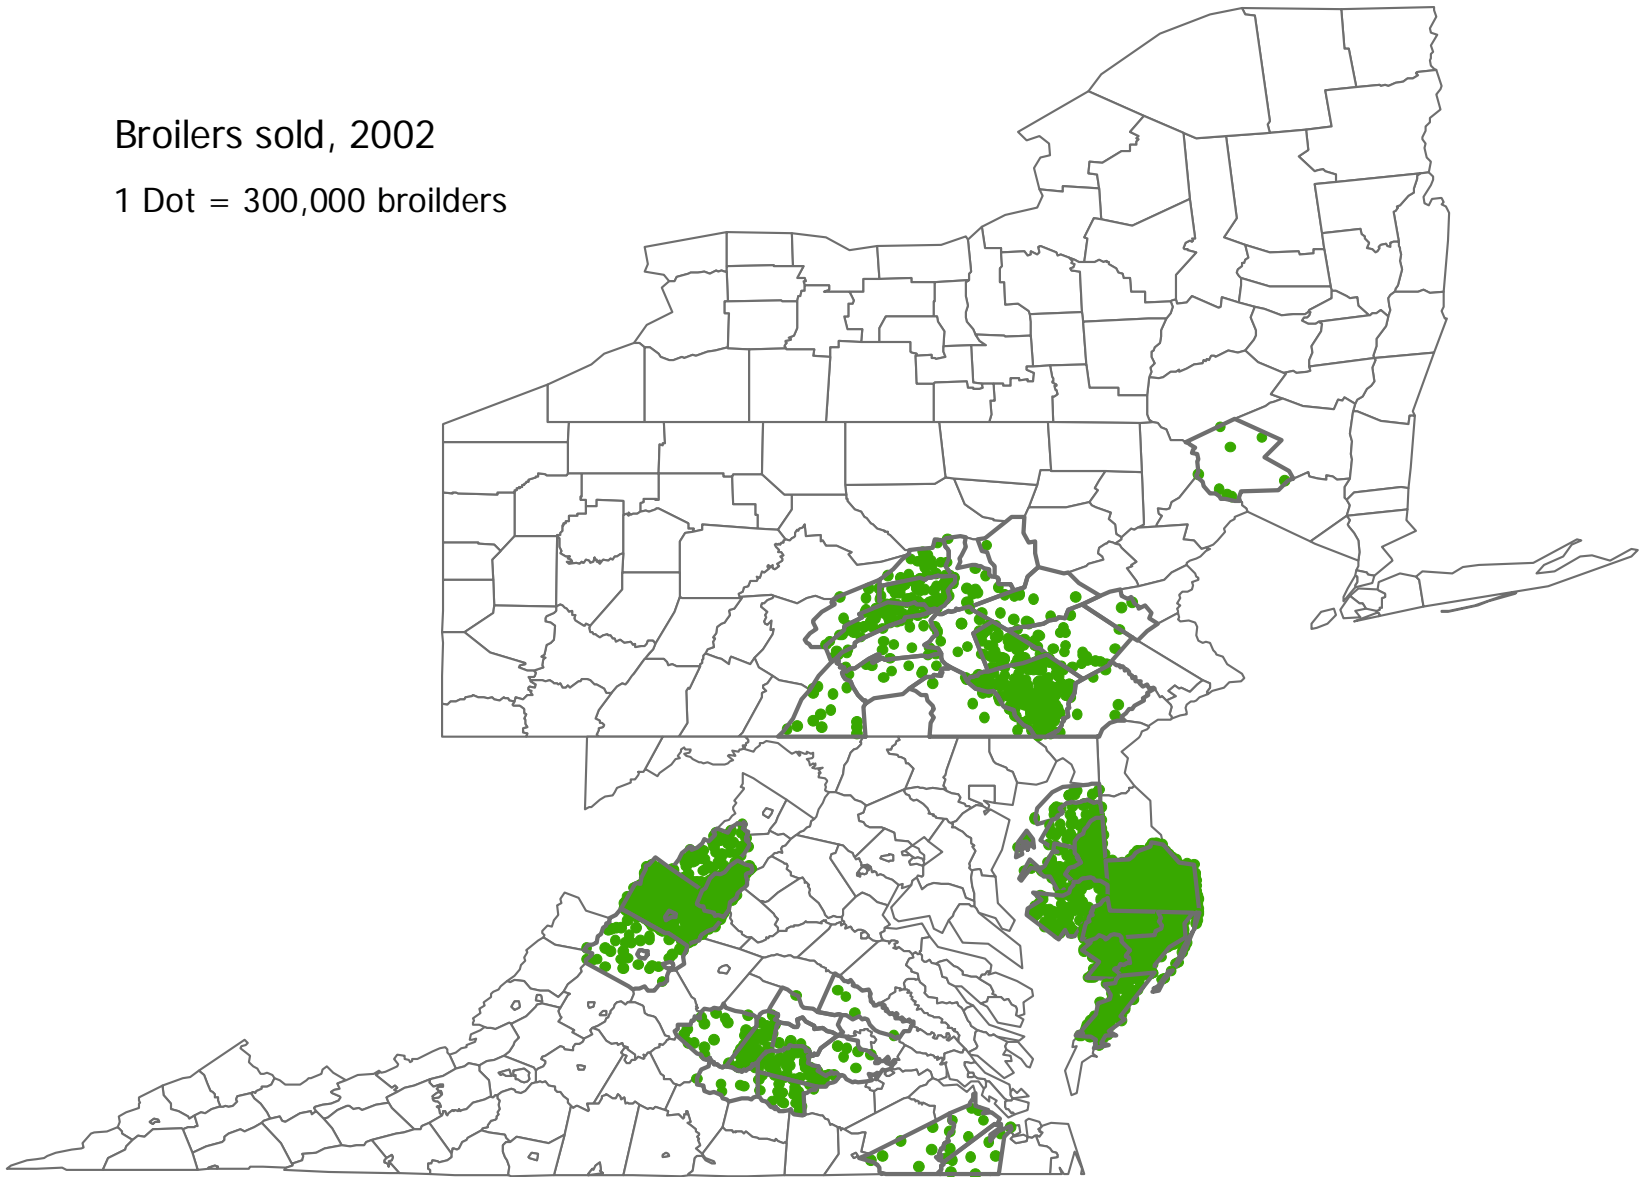 Broilers sold, 2002
1 Dot = 300,000 broilders